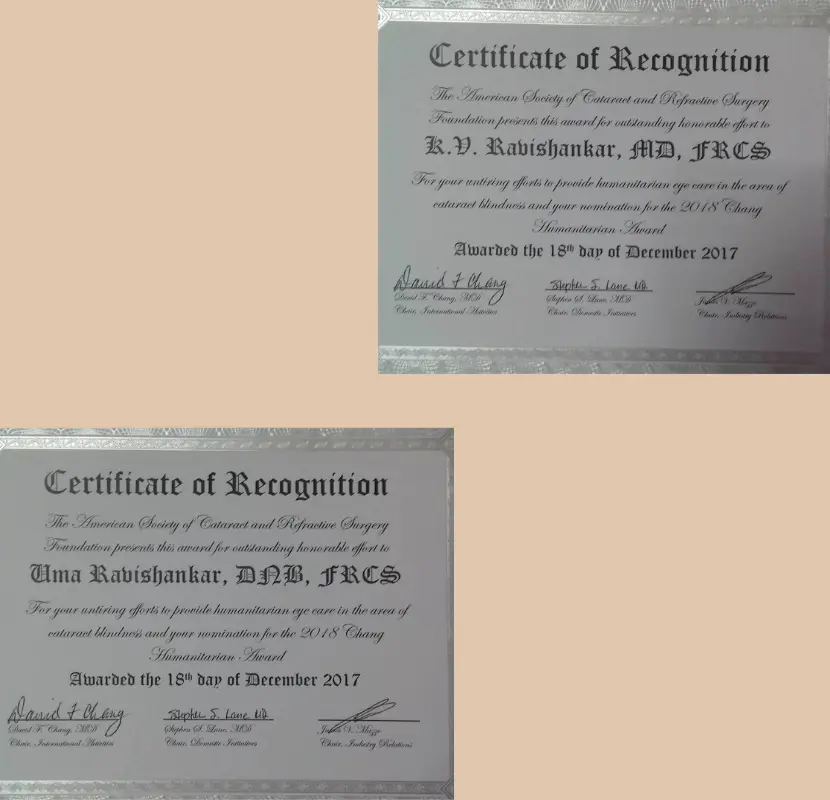 Certificate of Recognition
The American Society of Cataract and Refractive Surgery
Foundation presents this award for outstanding honorable effort to
K.V. Ravishankar, MD, FRCS
For your untiring efforts to provide humanitarian eye care in the area of
cataract blindness and your nomination for the 2018 Chang
Humanitarian Award
Awarded the 18th day of December 2017
David F Chang Stephen S. Lane MD
David F. Chang, MD Stephen S. Lane, MD James V. Mazzo
Chair, International Chair, Domestic Initiatives Chair, Industry Relations
Certificate of Recognition
The American Society of Cataract and Refractive Surgery
Foundation presents this award for outstanding honorable effort to
Uma Ravishankar, DNB, FRCS
For your untiring efforts to provide humanitarian eye care in the area of
cataract blindness and your nomination for the 2018 Chang
Humanitarian Award
Awarded the 18th day of December 2017
David F Chang Stephen S. Lane MD
David F. Chang, MD Stephen S. Lane, MD James V. Mazzo
Chair, International Chair, Domestic Initiatives Chair, Industry Relations